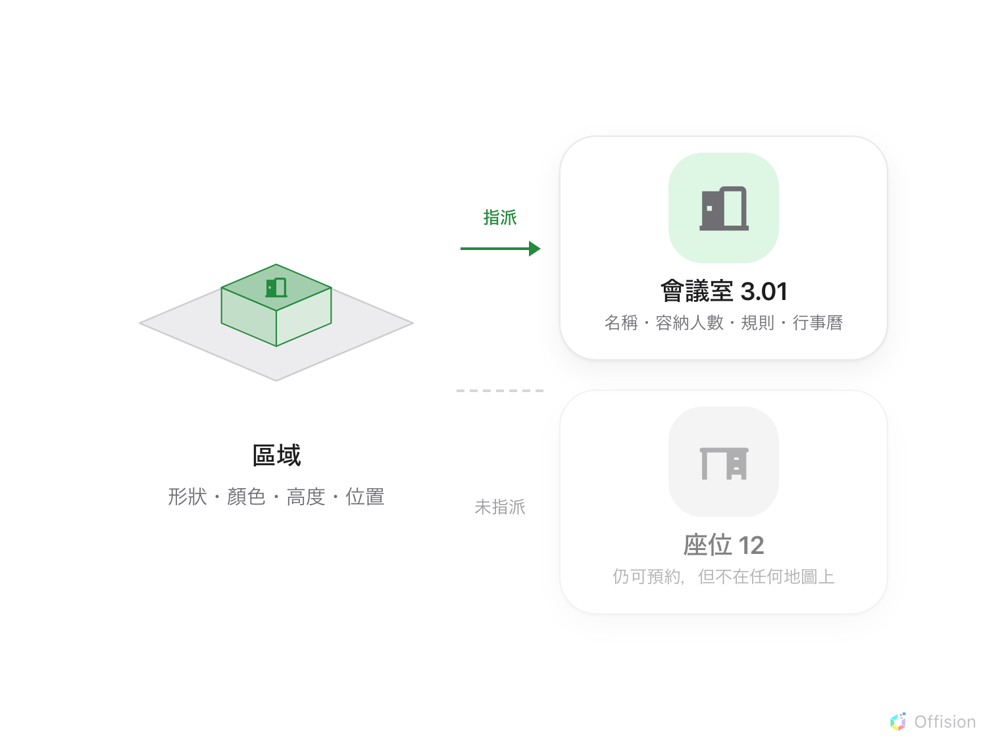 指派
會議室 3.01
名稱・容納人數・規則・行事曆
區域
形狀・顏色・高度・位置
未指派
座位 12
仍可預約，但不在任何地圖上
Offision